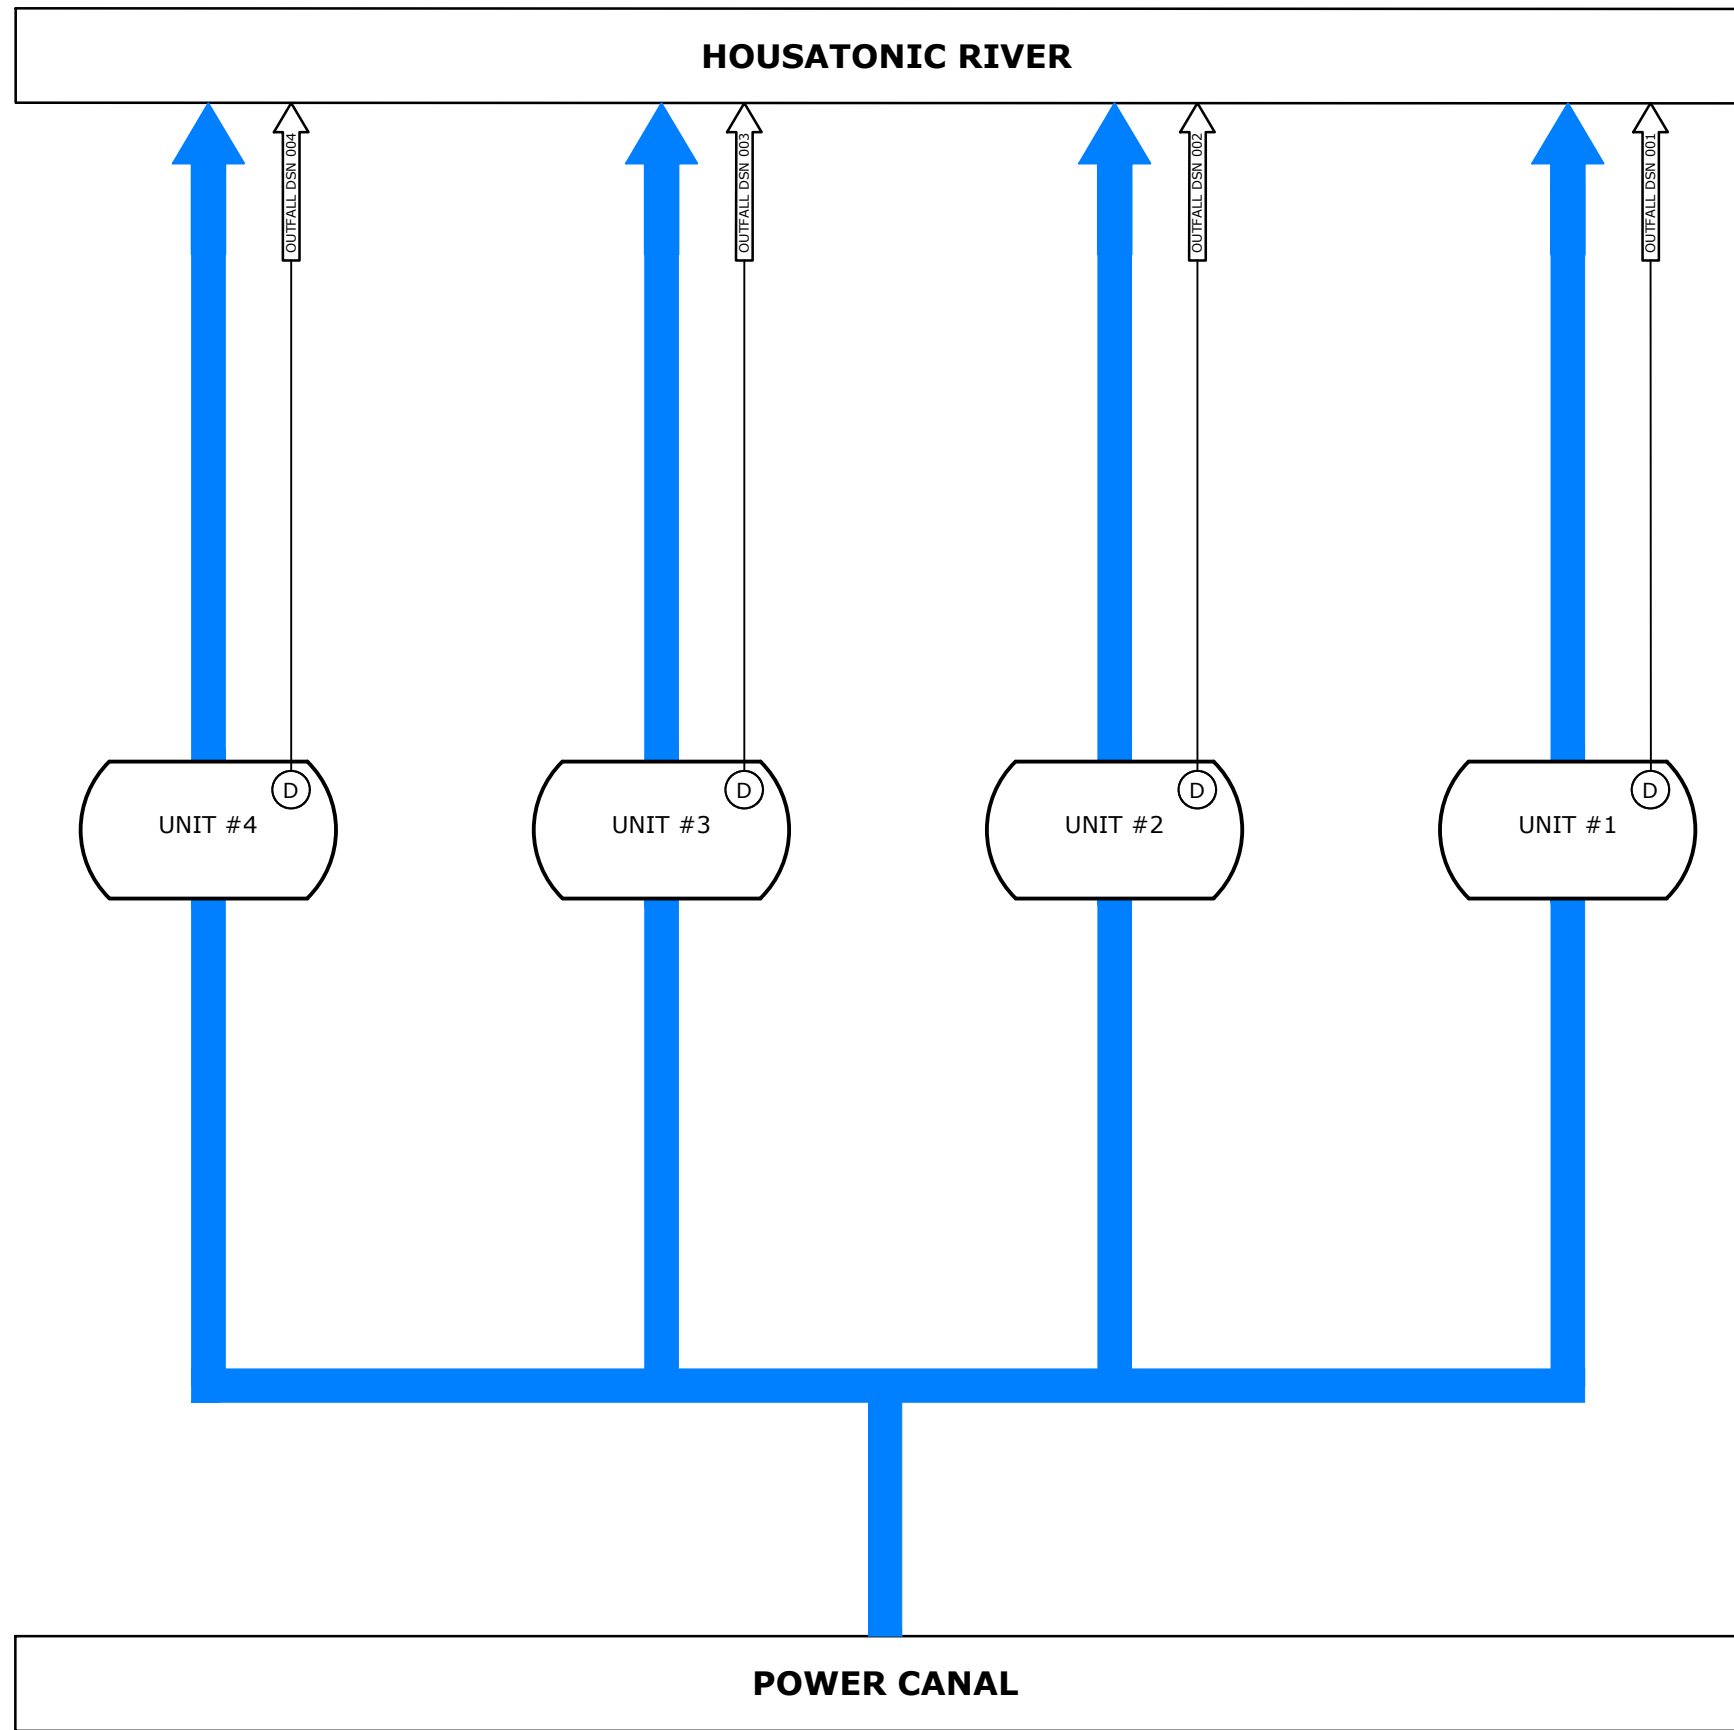 HOUSATONIC RIVER
OUTFALL DSN 004
OUTFALL DSN 003
OUTFALL DSN 002
OUTFALL DSN 001
D
D
D
D
UNIT #4
UNIT #3
UNIT #2
UNIT #1
POWER CANAL